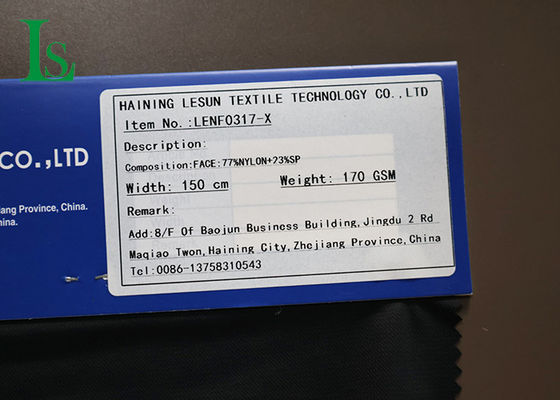 Ls
HAINING LESUN TEXTILE TECHNOLOGY CO.,LTD
Item No.:LENF0317-X
Description:
Composition:FACE:77%NYLON+23%SP
Width: 150 cm Weight: 170 GSM
Remark:
Add:8/F Of Baojun Business Building,Jingdu 2 Rd
Maqiao Twon,Haining City,Zhejiang Province,China
Tel:0086-13758310543
CO.,LTD
iang Province, China.
hina.